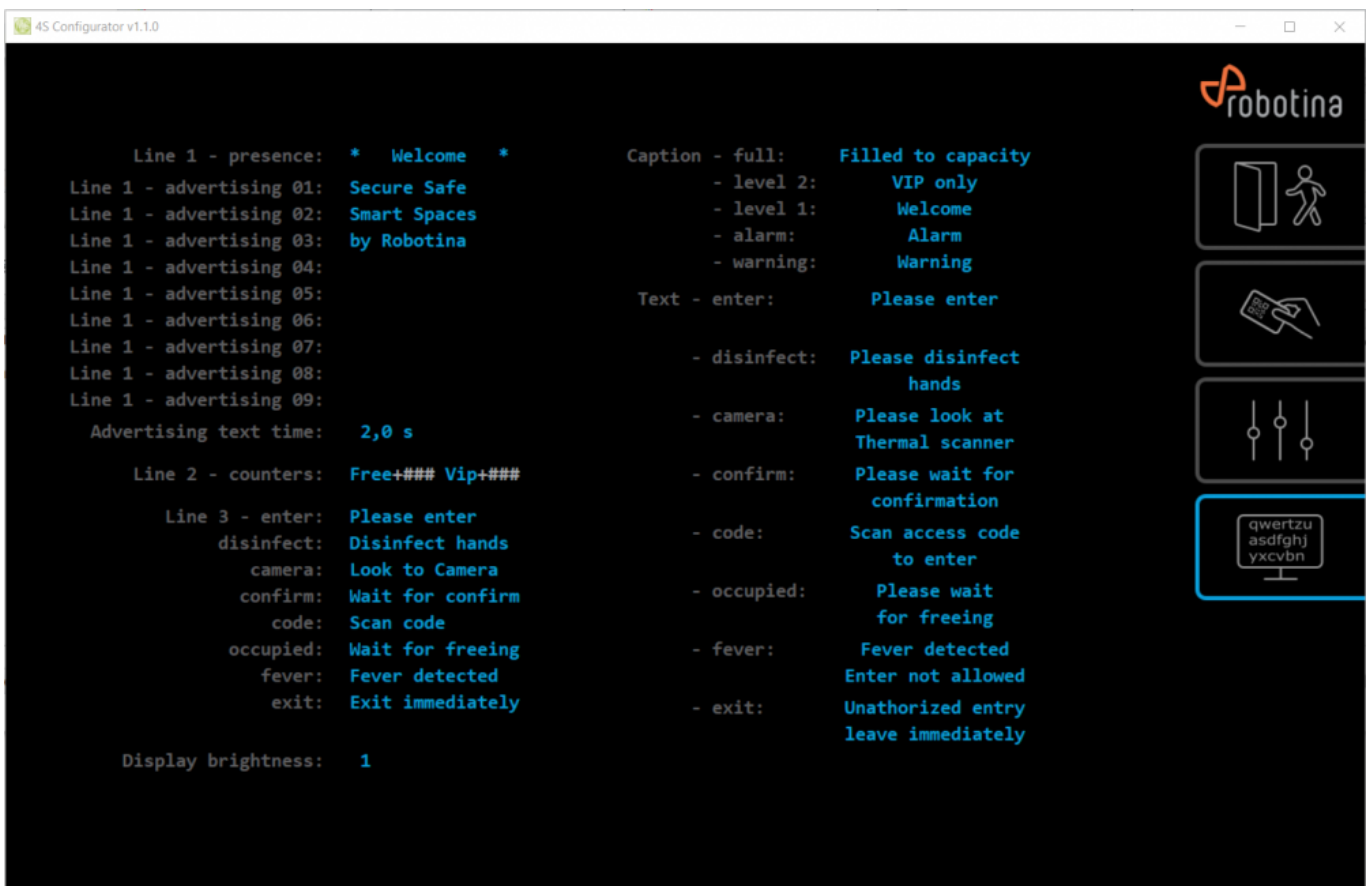 4S Configurator v1.1.0
robotina
Line 1 - presence: * Welcome *
Line 1 - advertising 01: Secure Safe
Line 1 - advertising 02: Smart Spaces
Line 1 - advertising 03: by Robotina
Line 1 - advertising 04:
Line 1 - advertising 05:
Line 1 - advertising 06:
Line 1 - advertising 07:
Line 1 - advertising 08:
Line 1 - advertising 09:
Advertising text time: 2,0 s
Line 2 - counters: Free+### Vip+###
Line 3 - enter: Please enter
disinfect: Disinfect hands
camera: Look to Camera
confirm: Wait for confirm
code: Scan code
occupied: Wait for freeing
fever: Fever detected
exit: Exit immediately
Display brightness: 1
Caption - full: Filled to capacity
- level 2: VIP only
- level 1: Welcome
- alarm: Alarm
- warning: Warning
Text - enter: Please enter
- disinfect: Please disinfect
hands
- camera: Please look at
Thermal scanner
- confirm: Please wait for
confirmation
- code: Scan access code
to enter
- occupied: Please wait
for freeing
- fever: Fever detected
Enter not allowed
- exit: Unathorized entry
leave immediately
qwertzu
asdfghj
yxcvbn